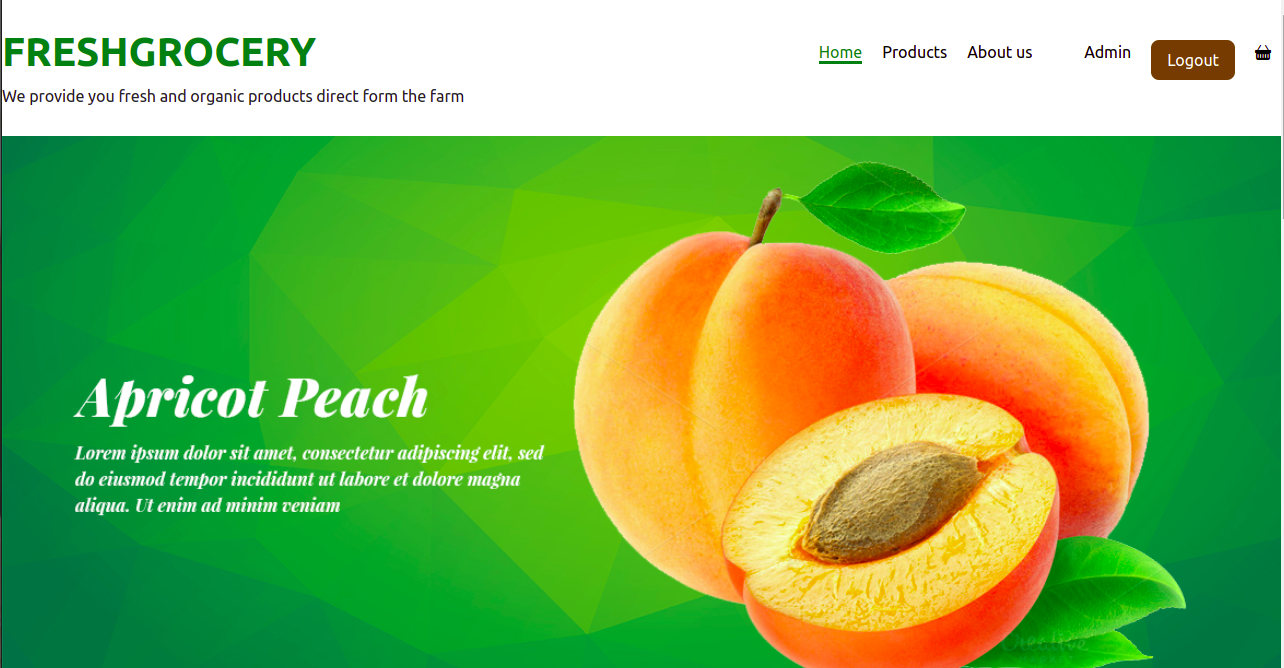 FRESHGROCERY
Home Products About us Admin Logout
We provide you fresh and organic products direct form the farm
Apricot Peach
Lorem ipsum dolor sit amet, consectetur adipiscing elit, sed
do eiusmod tempor incididunt ut labore et dolore magna
aliqua. Ut enim ad minim veniam